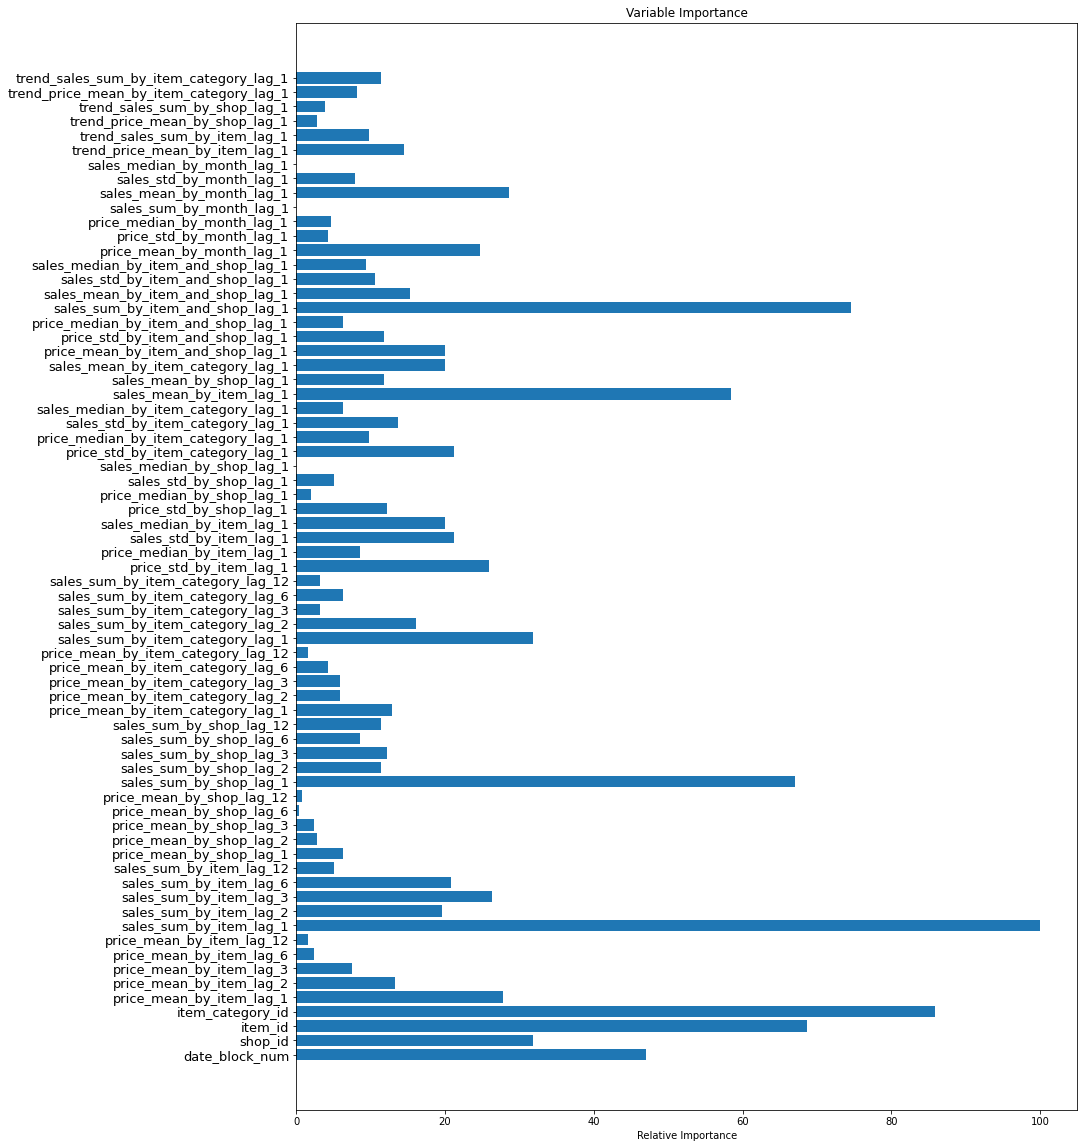 Variable Importance
trend_sales_sum_by_item_category_lag_1
trend_price_mean_by_item_category_lag_1
trend_sales_sum_by_shop_lag_1
trend_price_mean_by_shop_lag_1
trend_sales_sum_by_item_lag_1
trend_price_mean_by_item_lag_1
sales_median_by_month_lag_1
sales_std_by_month_lag_1
sales_mean_by_month_lag_1
sales_sum_by_month_lag_1
price_median_by_month_lag_1
price_std_by_month_lag_1
price_mean_by_month_lag_1
sales_median_by_item_and_shop_lag_1
sales_std_by_item_and_shop_lag_1
sales_mean_by_item_and_shop_lag_1
sales_sum_by_item_and_shop_lag_1
price_median_by_item_and_shop_lag_1
price_std_by_item_and_shop_lag_1
price_mean_by_item_and_shop_lag_1
sales_mean_by_item_category_lag_1
sales_mean_by_shop_lag_1
sales_mean_by_item_lag_1
sales_median_by_item_category_lag_1
sales_std_by_item_category_lag_1
price_median_by_item_category_lag_1
price_std_by_item_category_lag_1
sales_median_by_shop_lag_1
sales_std_by_shop_lag_1
price_median_by_shop_lag_1
price_std_by_shop_lag_1
sales_median_by_item_lag_1
sales_std_by_item_lag_1
price_median_by_item_lag_1
price_std_by_item_lag_1
sales_sum_by_item_category_lag_12
sales_sum_by_item_category_lag_6
sales_sum_by_item_category_lag_3
sales_sum_by_item_category_lag_2
sales_sum_by_item_category_lag_1
price_mean_by_item_category_lag_12
price_mean_by_item_category_lag_6
price_mean_by_item_category_lag_3
price_mean_by_item_category_lag_2
price_mean_by_item_category_lag_1
sales_sum_by_shop_lag_12
sales_sum_by_shop_lag_6
sales_sum_by_shop_lag_3
sales_sum_by_shop_lag_2
sales_sum_by_shop_lag_1
price_mean_by_shop_lag_12
price_mean_by_shop_lag_6
price_mean_by_shop_lag_3
price_mean_by_shop_lag_2
price_mean_by_shop_lag_1
sales_sum_by_item_lag_12
sales_sum_by_item_lag_6
sales_sum_by_item_lag_3
sales_sum_by_item_lag_2
sales_sum_by_item_lag_1
price_mean_by_item_lag_12
price_mean_by_item_lag_6
price_mean_by_item_lag_3
price_mean_by_item_lag_2
price_mean_by_item_lag_1
item_category_id
item_id
shop_id
date_block_num
0 20 40 60 80 100
Relative Importance